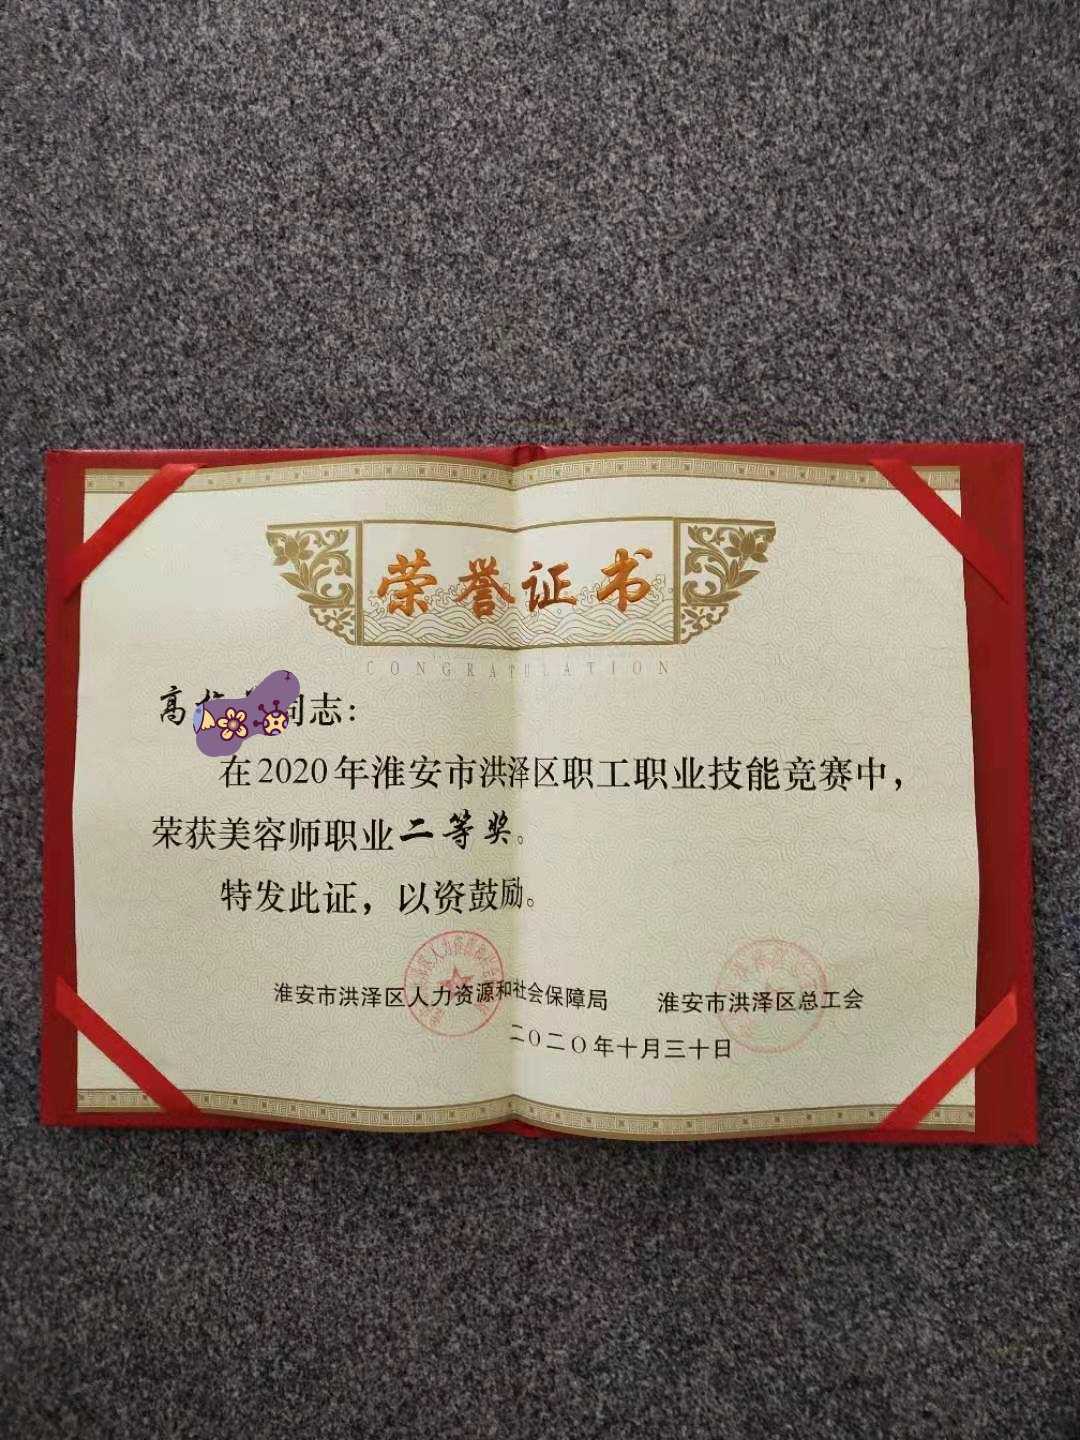 荣誉证书
CONGRATULATION
高 同志：
在2020年淮安市洪泽区职工职业技能竞赛中，
荣获美容师职业二等奖。
特发此证，以资鼓励。
淮安市洪泽区人力资源和社会保障局 淮安市洪泽区总工会
二〇二〇年十月三十日